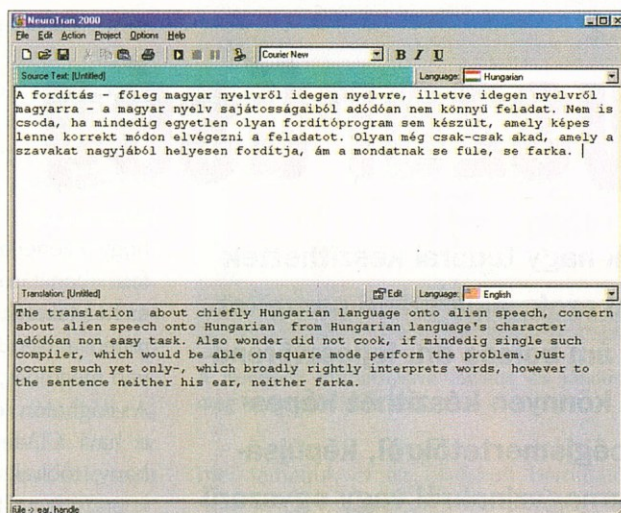 NeuroTran 2000
File Edit Action Project Options Help
Courier New B I U
Source Text: [Untitled] Language: Hungarian
A fordítás - főleg magyar nyelvről idegen nyelvre, illetve idegen nyelvről
magyarra - a magyar nyelv sajátosságaiból adódóan nem könnyű feladat. Nem is
csoda, ha mindedig egyetlen olyan fordítóprogram sem készült, amely képes
lenne korrekt módon elvégezni a feladatot. Olyan még csak-csak akad, amely a
szavakat nagyjából helyesen fordítja, ám a mondatnak se füle, se farka.
Translation: [Untitled] Edit Language: English
The translation about chiefly Hungarian language onto alien speech, concern
about alien speech onto Hungarian from Hungarian language's character
adódóan non easy task. Also wonder did not cook, if mindedig single such
compiler, which would be able no square mode perform the problem. Just
occurs such yet only-, which broadly rightly interprets words, however to
the sentence neither his ear, neither farka.
füle -> ear, handle